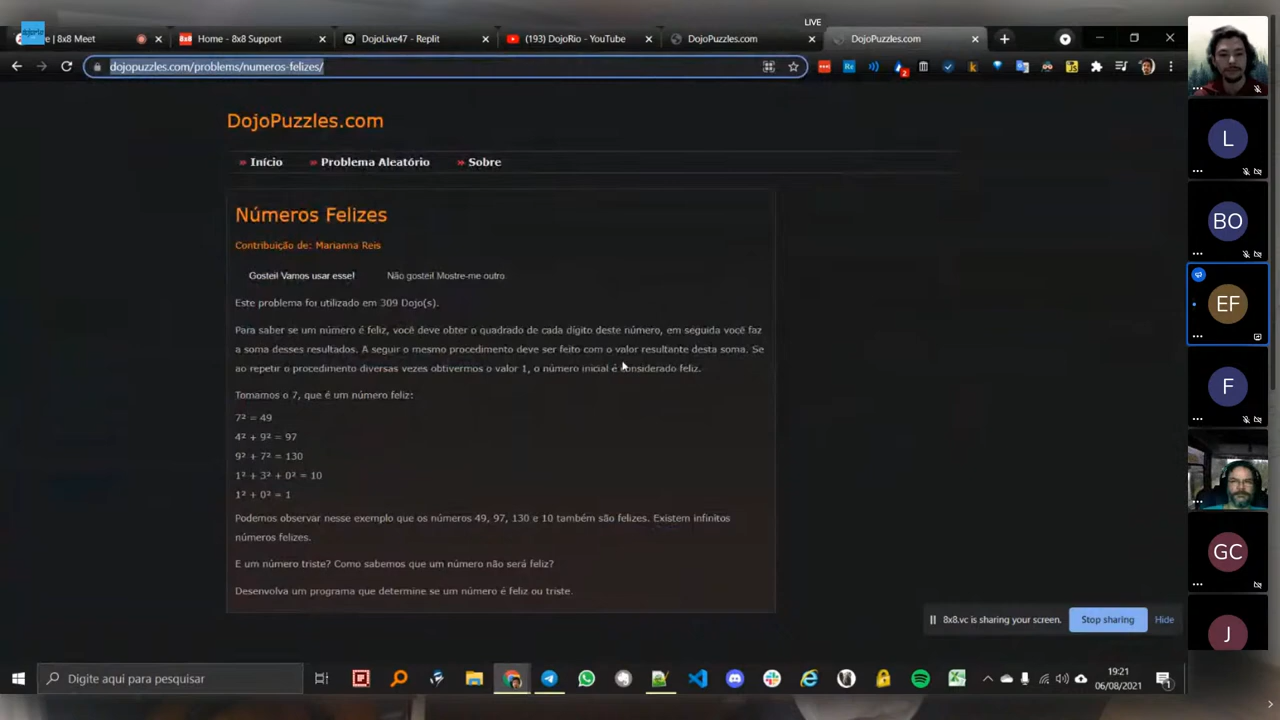 LIVE
dojorio
| 8x8 Meet
Home - 8x8 Support
DojoLive47 - Replit
(193) DojoRio - YouTube
DojoPuzzles.com
DojoPuzzles.com
dojopuzzles.com/problems/numeros-felizes/
DojoPuzzles.com
» Início
» Problema Aleatório
» Sobre
Números Felizes
Contribuição de: Marianna Reis
Gostei! Vamos usar esse!
Não gostei! Mostre-me outro.
Este problema foi utilizado em 309 Dojo(s).
Para saber se um número é feliz, você deve obter o quadrado de cada dígito deste número, em seguida você faz
a soma desses resultados. A seguir o mesmo procedimento deve ser feito com o valor resultante desta soma. Se
ao repetir o procedimento diversas vezes obtivermos o valor 1, o número inicial é considerado feliz.
Tomamos o 7, que é um número feliz:
7² = 49
4² + 9² = 97
9² + 7² = 130
1² + 3² + 0² = 10
1² + 0² = 1
Podemos observar nesse exemplo que os números 49, 97, 130 e 10 também são felizes. Existem infinitos
números felizes.
E um número triste? Como sabemos que um número não será feliz?
Desenvolva um programa que determine se um número é feliz ou triste.
L
BO
EF
F
GC
J
8x8.vc is sharing your screen.
Stop sharing
Hide
Digite aqui para pesquisar
19:21
06/08/2021
1